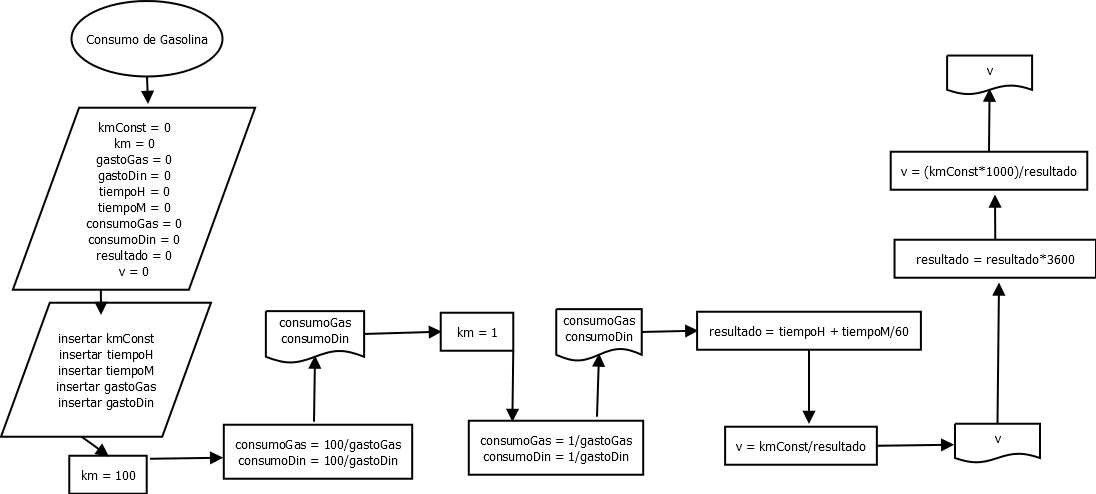 Consumo de Gasolina
kmConst = 0
km = 0
gastoGas = 0
gastoDin = 0
tiempoH = 0
tiempoM = 0
consumoGas = 0
consumoDin = 0
resultado = 0
v = 0
insertar kmConst
insertar tiempoH
insertar tiempoM
insertar gastoGas
insertar gastoDin
km = 100
consumoGas = 100/gastoGas
consumoDin = 100/gastoDin
consumoGas
consumoDin
km = 1
consumoGas = 1/gastoGas
consumoDin = 1/gastoDin
consumoGas
consumoDin
resultado = tiempoH + tiempoM/60
v = kmConst/resultado
v
resultado = resultado*3600
v = (kmConst*1000)/resultado
v